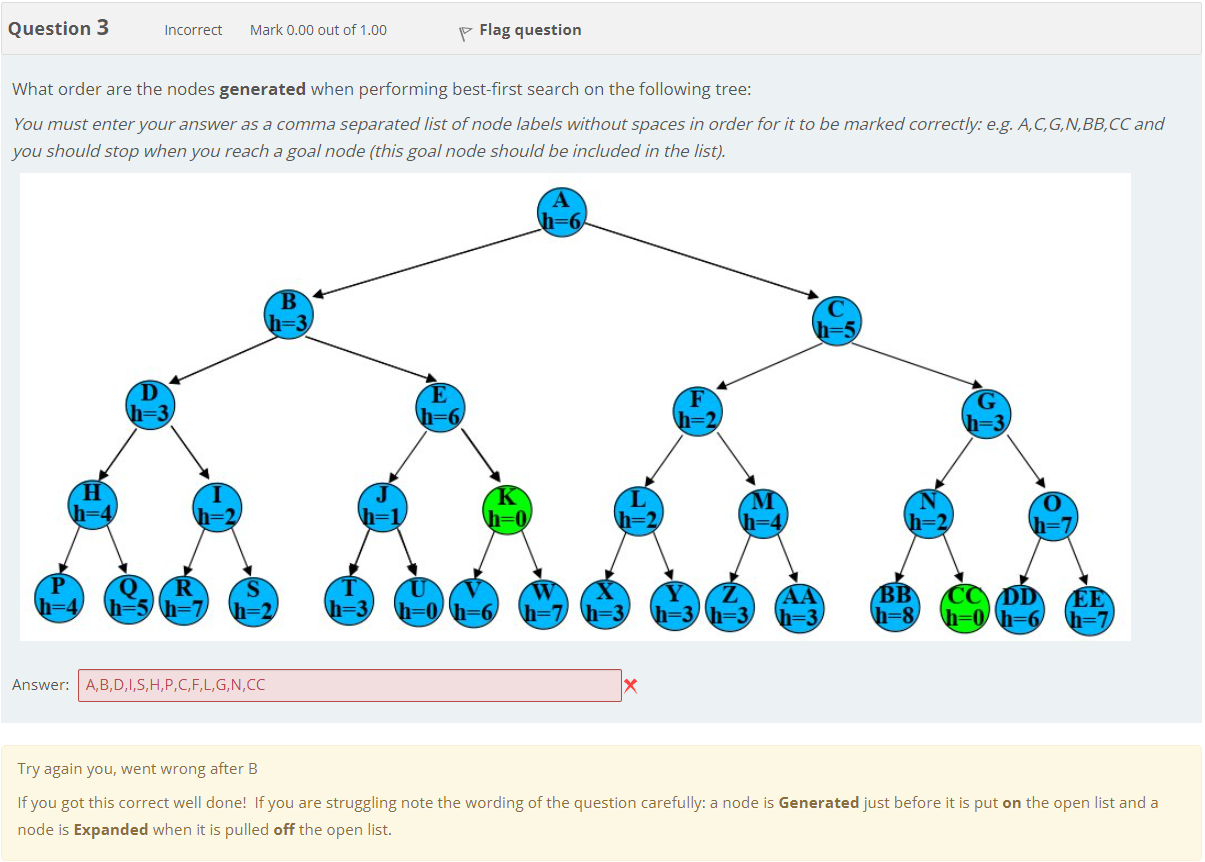 Question 3 Incorrect Mark 0.00 out of 1.00 Flag question
What order are the nodes generated when performing best-first search on the following tree:
You must enter your answer as a comma separated list of node labels without spaces in order for it to be marked correctly: e.g. A,C,G,N,BB,CC and
you should stop when you reach a goal node (this goal node should be included in the list).
A
h=6
B
h=3
C
h=5
D
h=3
E
h=6
F
h=2
G
h=3
H
h=4
I
h=2
J
h=1
K
h=0
L
h=2
M
h=4
N
h=2
O
h=7
P
h=4
Q
h=5
R
h=7
S
h=2
T
h=3
U
h=0
V
h=6
W
h=7
X
h=3
Y
h=3
Z
h=3
AA
h=3
BB
h=8
CC
h=0
DD
h=6
EE
h=7
Answer: A,B,D,I,S,H,P,C,F,L,G,N,CC
Try again you, went wrong after B
If you got this correct well done! If you are struggling note the wording of the question carefully: a node is Generated just before it is put on the open list and a
node is Expanded when it is pulled off the open list.